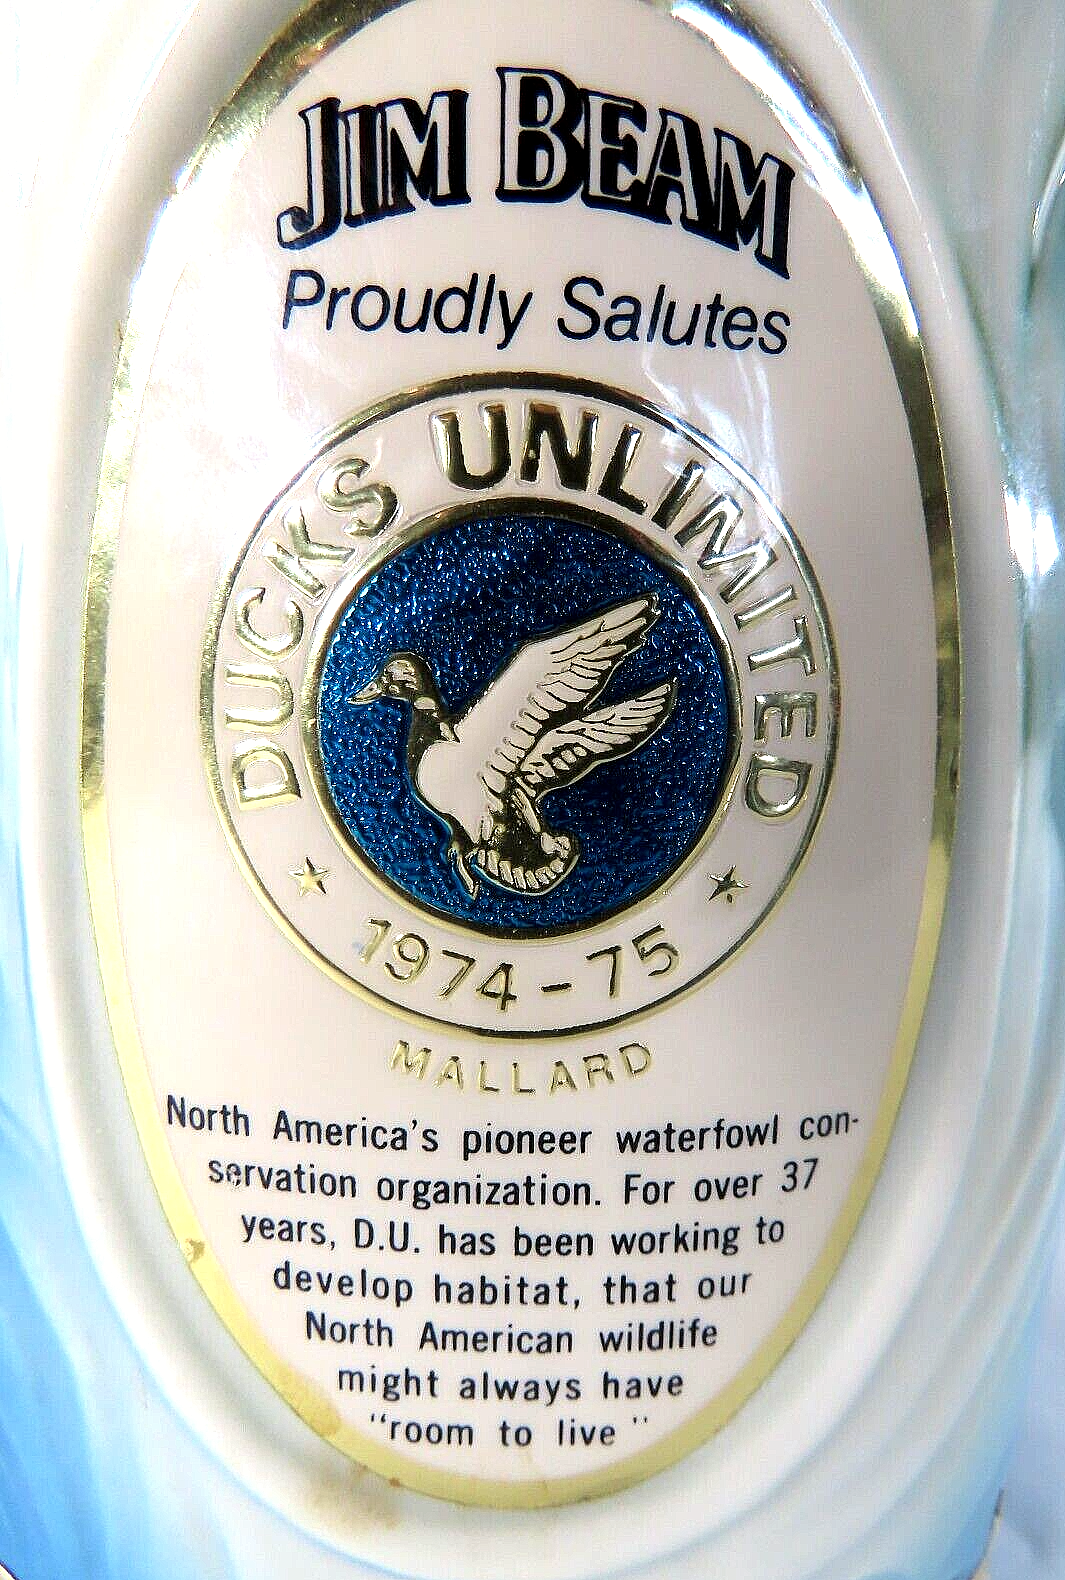 JIM BEAM
Proudly Salutes
DUCKS UNLIMITED
1974-75
MALLARD
North America's pioneer waterfowl con-
servation organization. For over 37
years, D.U. has been working to
develop habitat, that our
North American wildlife
might always have
"room to live"